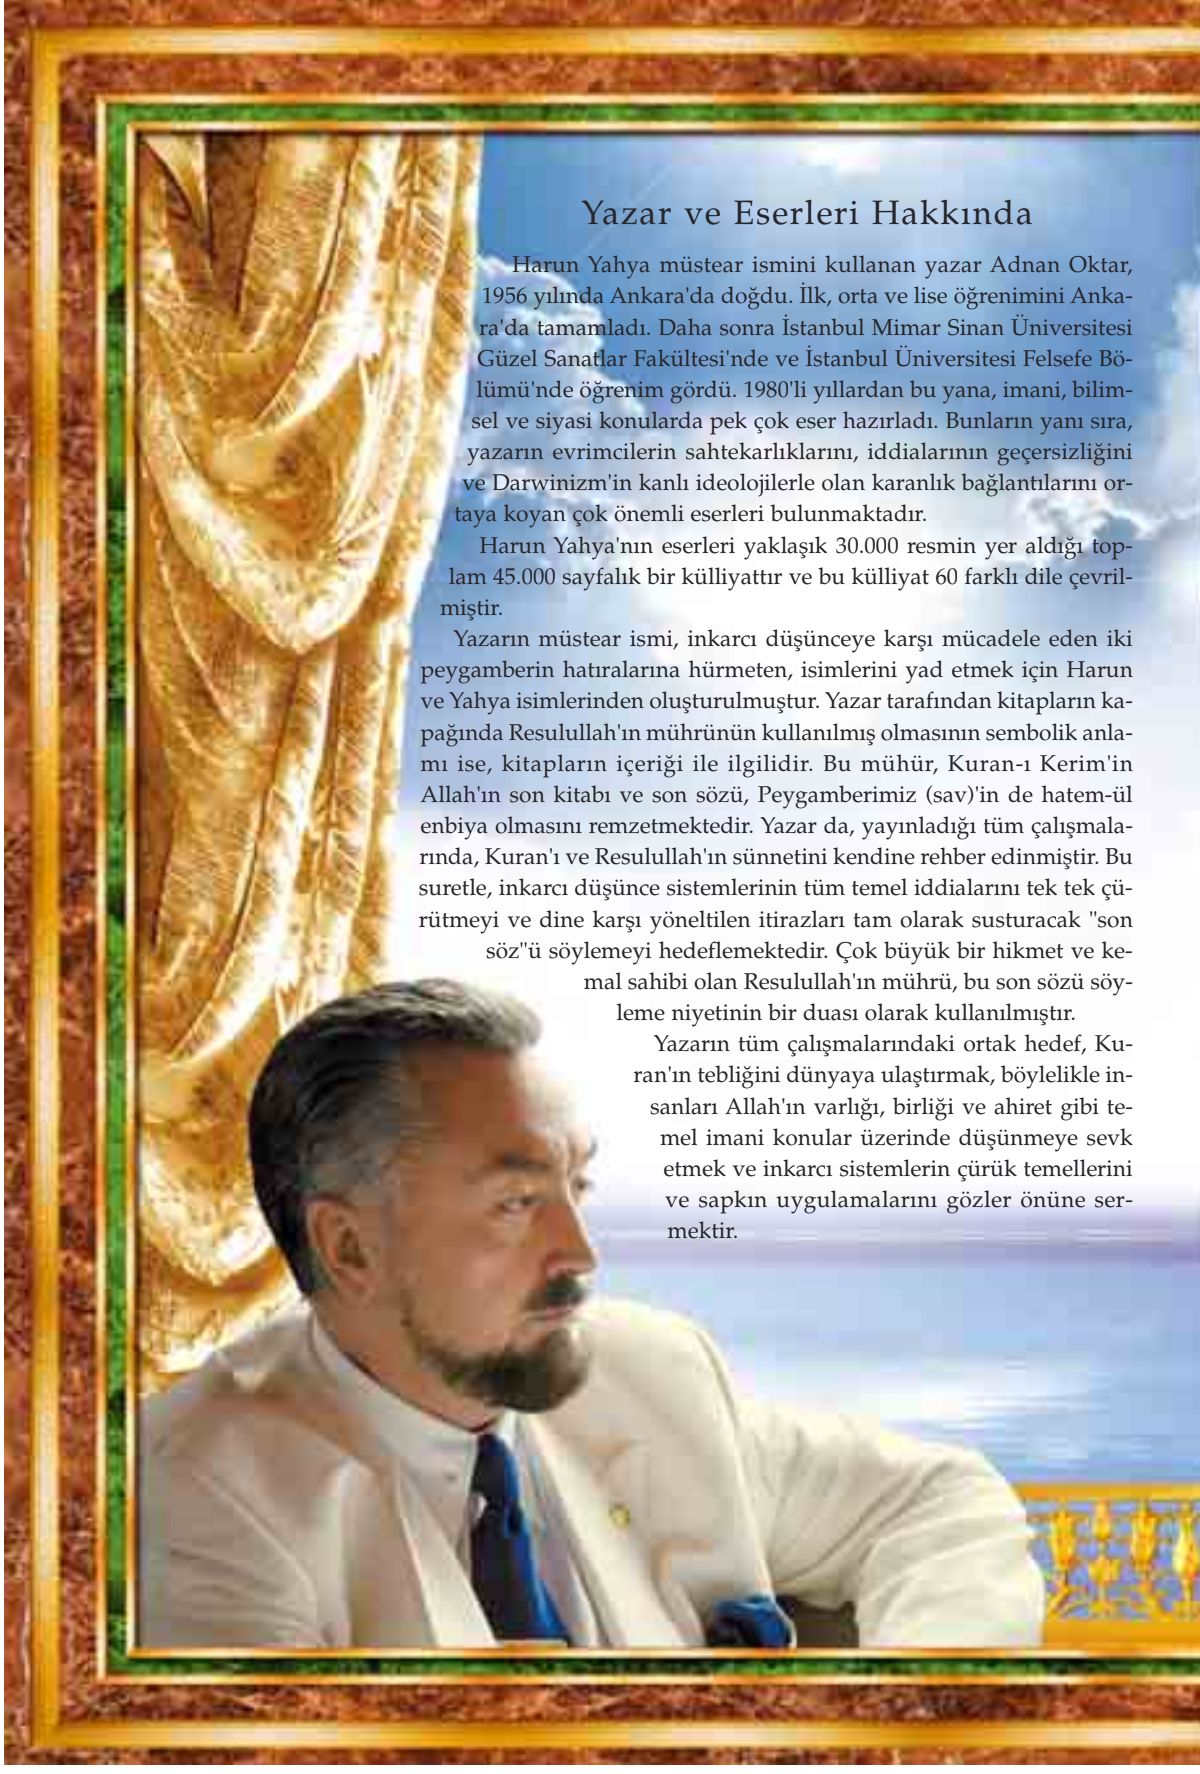 Yazar ve Eserleri Hakkında
Harun Yahya müstear ismini kullanan yazar Adnan Oktar,
1956 yılında Ankara'da doğdu. İlk, orta ve lise öğrenimini Anka-
ra'da tamamladı. Daha sonra İstanbul Mimar Sinan Üniversitesi
Güzel Sanatlar Fakültesi'nde ve İstanbul Üniversitesi Felsefe Bö-
lümü'nde öğrenim gördü. 1980'li yıllardan bu yana, imani, bilim-
sel ve siyasi konularda pek çok eser hazırladı. Bunların yanı sıra,
yazarın evrimcilerin sahtekarlıklarını, iddialarının geçersizliğini
ve Darwinizm'in kanlı ideolojilerle olan karanlık bağlantılarını or-
taya koyan çok önemli eserleri bulunmaktadır.
Harun Yahya'nın eserleri yaklaşık 30.000 resmin yer aldığı top-
lam 45.000 sayfalık bir külliyattır ve bu külliyat 60 farklı dile çevril-
miştir.
Yazarın müstear ismi, inkarcı düşünceye karşı mücadele eden iki
peygamberin hatıralarına hürmeten, isimlerini yad etmek için Harun
ve Yahya isimlerinden oluşturulmuştur. Yazar tarafından kitapların ka-
pağında Resulullah'ın mührünün kullanılmış olmasının sembolik anla-
mı ise, kitapların içeriği ile ilgilidir. Bu mühür, Kuran-ı Kerim'in
Allah'ın son kitabı ve son sözü, Peygamberimiz (sav)'in de hatem-ül
enbiya olmasını remzetmektedir. Yazar da, yayınladığı tüm çalışmala-
rında, Kuran'ı ve Resulullah'ın sünnetini kendine rehber edinmiştir. Bu
suretle, inkarcı düşünce sistemlerinin tüm temel iddialarını tek tek çü-
rütmeyi ve dine karşı yöneltilen itirazları tam olarak susturacak "son
söz"ü söylemeyi hedeflemektedir. Çok büyük bir hikmet ve ke-
mal sahibi olan Resulullah'ın mührü, bu son sözü söy-
leme niyetinin bir duası olarak kullanılmıştır.
Yazarın tüm çalışmalarındaki ortak hedef, Ku-
ran'ın tebliğini dünyaya ulaştırmak, böylelikle in-
sanları Allah'ın varlığı, birliği ve ahiret gibi te-
mel imani konular üzerinde düşünmeye sevk
etmek ve inkarcı sistemlerin çürük temellerini
ve sapkın uygulamalarını gözler önüne ser-
mektir.